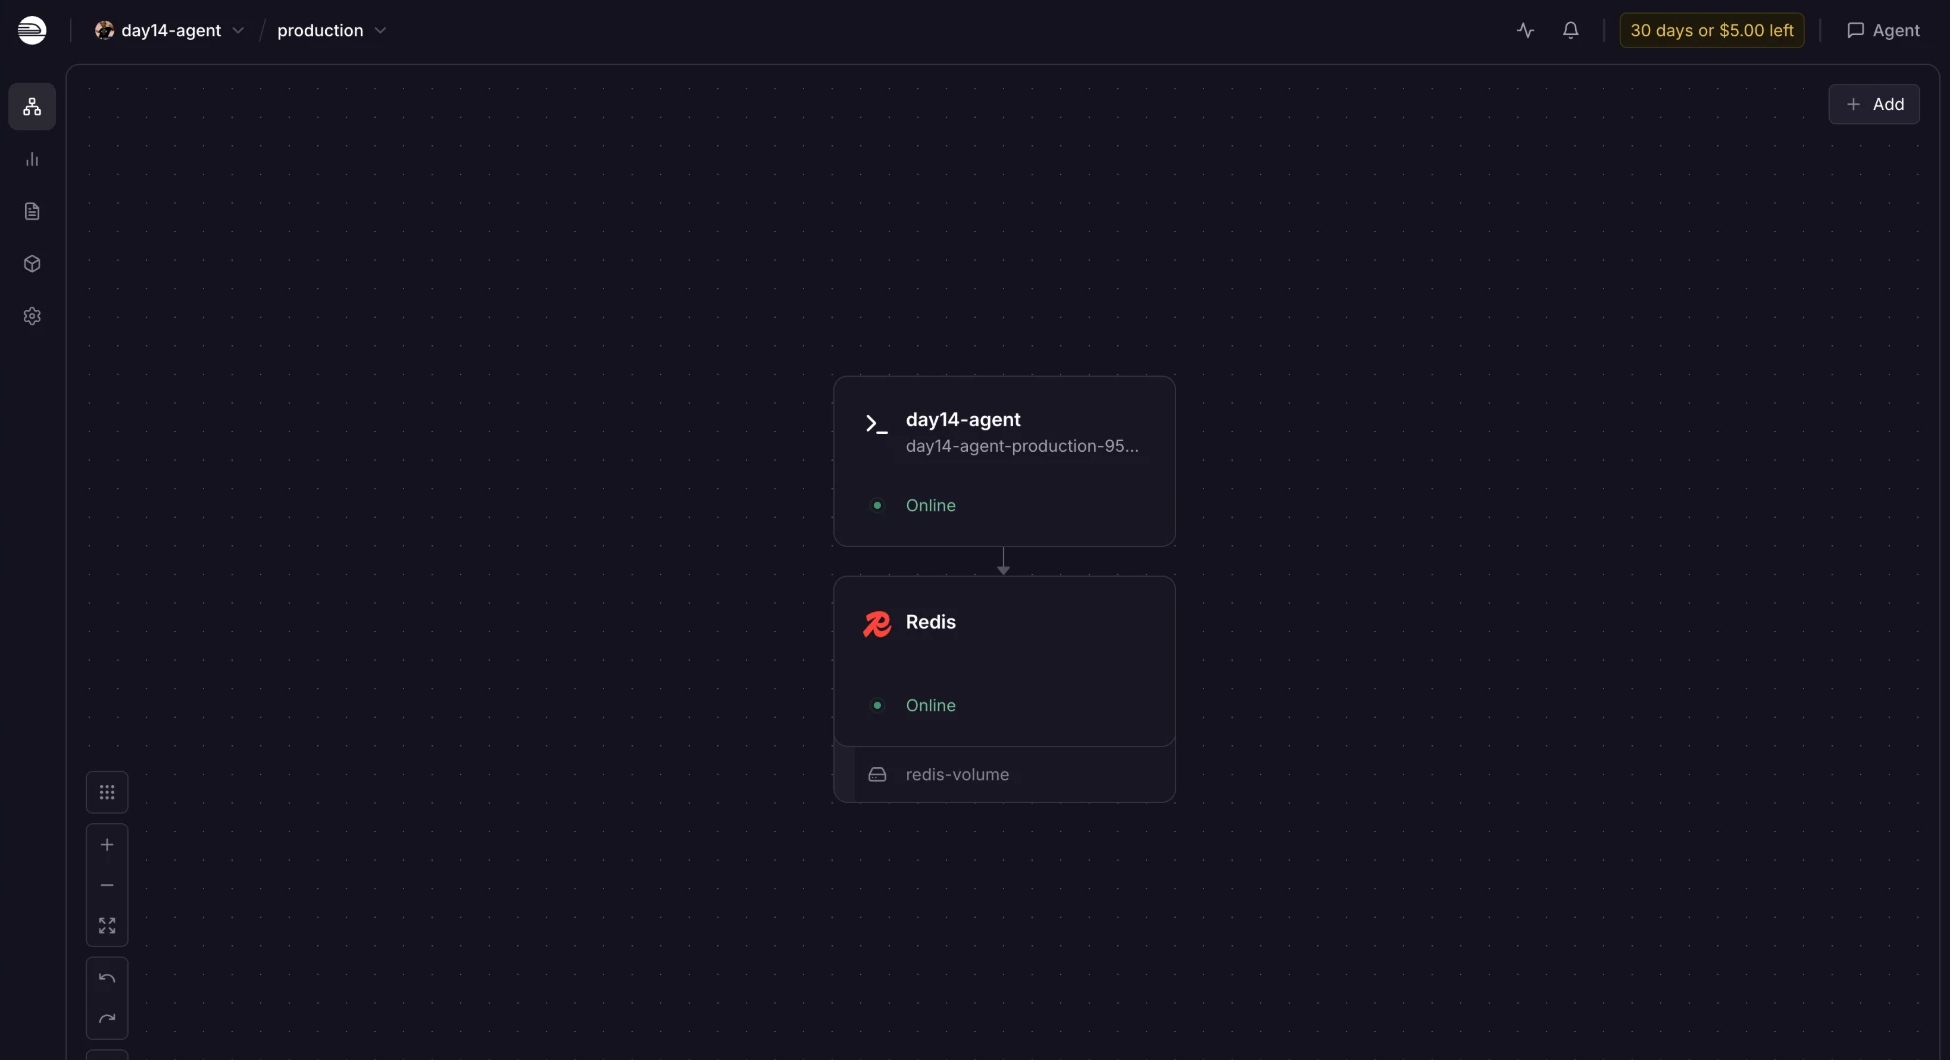 day14-agent / production
30 days or $5.00 left
Agent
+ Add
day14-agent
day14-agent-production-95...
Online
Redis
Online
redis-volume